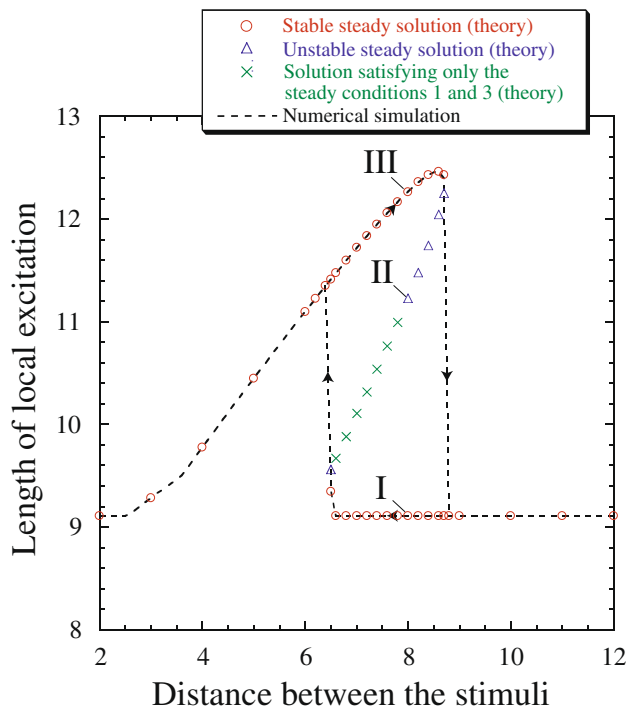 Stable steady solution (theory)
Unstable steady solution (theory)
Solution satisfying only the
steady conditions 1 and 3 (theory)
Numerical simulation
13
12
11
10
9
8
Length of local excitation
III
II
I
2 4 6 8 10 12
Distance between the stimuli